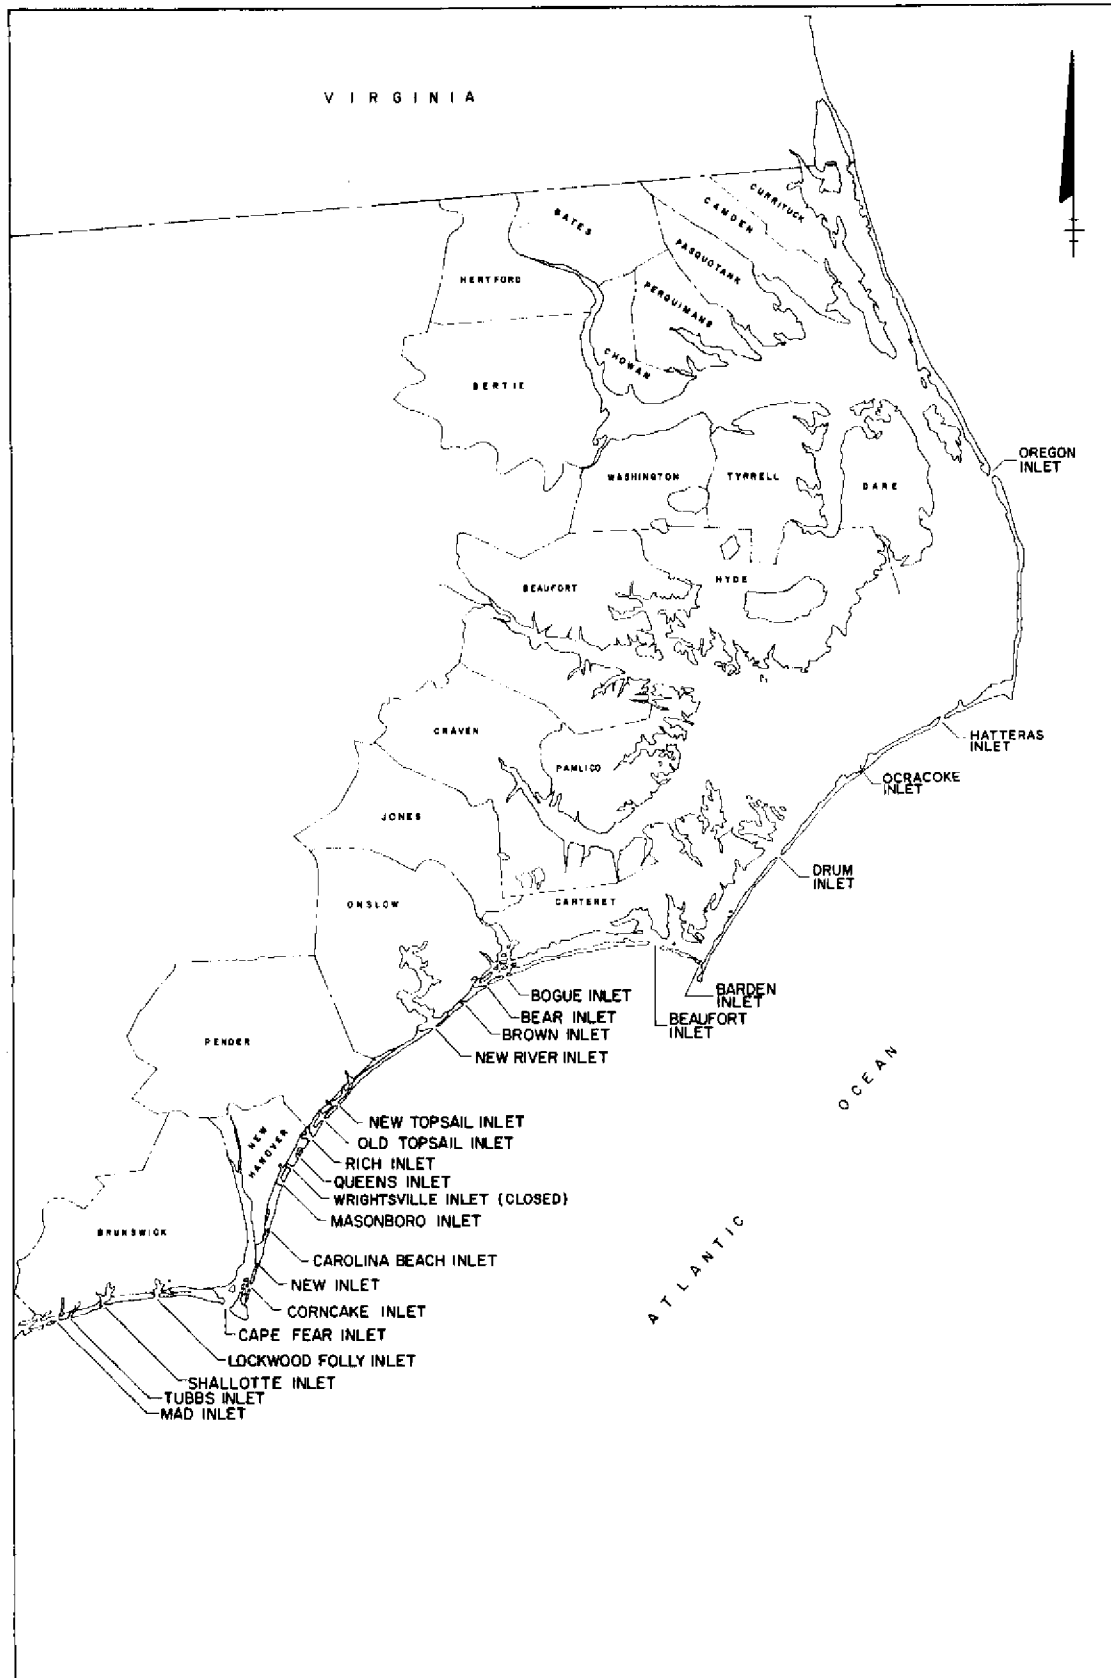 VIRGINIA
CURRITUCK
CAMDEN
GATES
PASQUOTANK
HERTFORD
PERQUIMANS
CHOWAN
BERTIE
OREGON
INLET
WASHINGTON
TYRRELL
DARE
HYDE
BEAUFORT
CRAVEN
HATTERAS
INLET
PAMLICO
OCRACOKE
INLET
JONES
DRUM
INLET
ONSLOW
CARTERET
BARDEN
INLET
BEAUFORT
INLET
BOGUE INLET
BEAR INLET
BROWN INLET
NEW RIVER INLET
PENDER
OCEAN
NEW TOPSAIL INLET
OLD TOPSAIL INLET
NEW
HANOVER
RICH INLET
QUEENS INLET
WRIGHTSVILLE INLET (CLOSED)
MASONBORO INLET
BRUNSWICK
ATLANTIC
CAROLINA BEACH INLET
NEW INLET
CORNCAKE INLET
CAPE FEAR INLET
LOCKWOOD FOLLY INLET
SHALLOTTE INLET
TUBBS INLET
MAD INLET